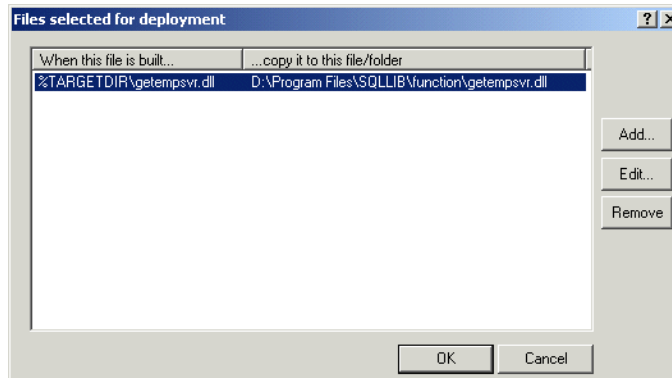 Files selected for deployment
When this file is built... ...copy it to this file/folder
%TARGETDIR\getempsvr.dll D:\Program Files\SQLLIB\function\getempsvr.dll
Add...
Edit...
Remove
OK Cancel